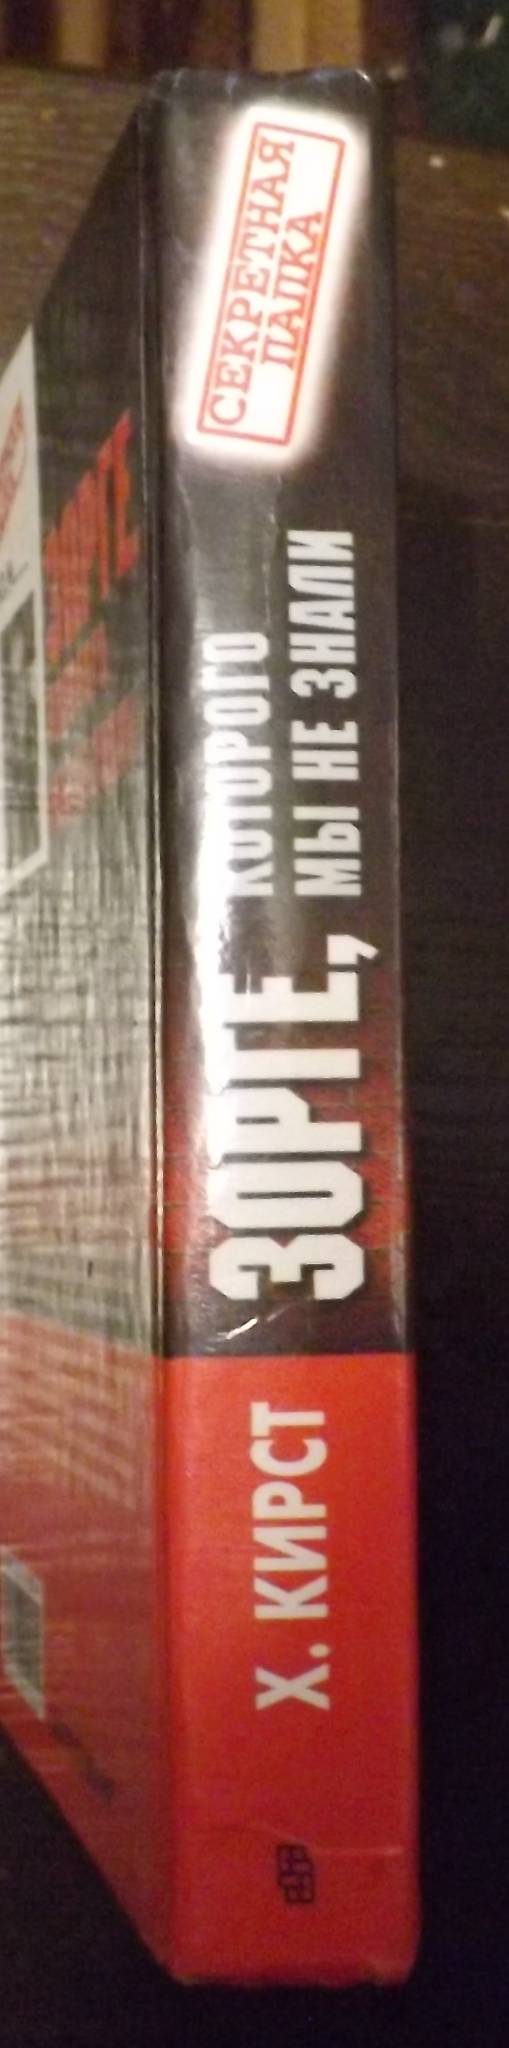 Х. КИРСТ
ЗОРГЕ,
КОТОРОГО
МЫ НЕ ЗНАЛИ
СЕКРЕТНАЯ
ПАПКА